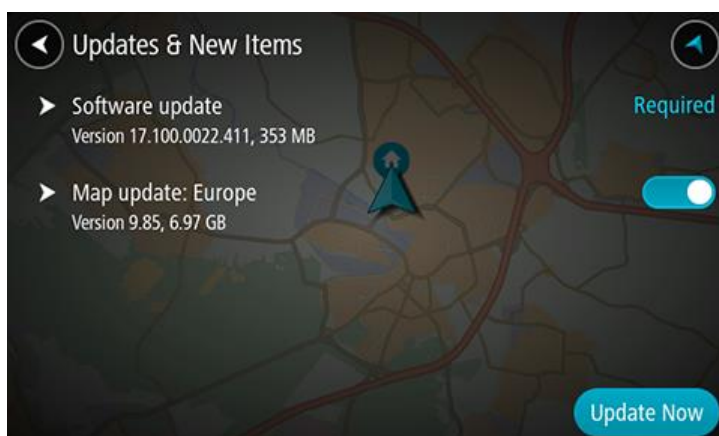 Updates & New Items
Software update
Required
Version 17.100.0022.411, 353 MB
Map update: Europe
Version 9.85, 6.97 GB
Update Now